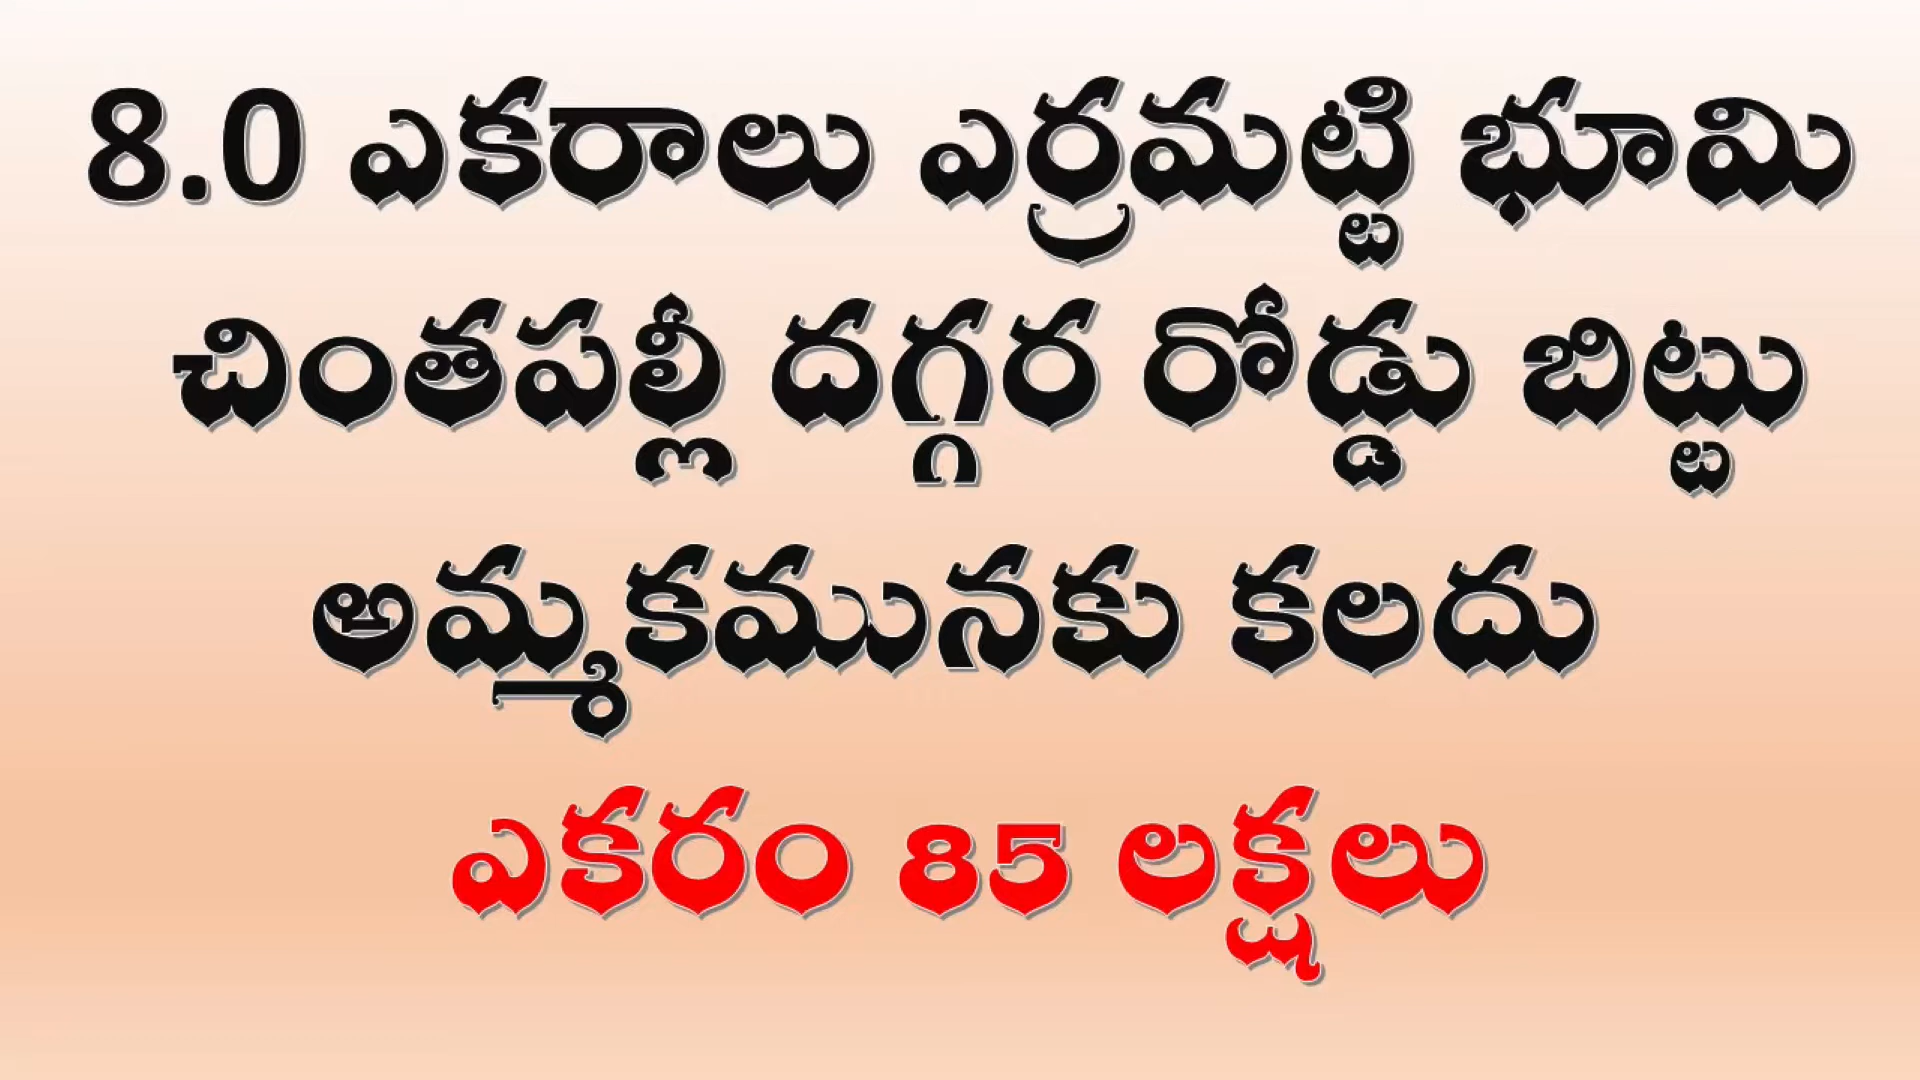 8.0 ఎకరాలు ఎర్రమట్టి భూమి
చింతపల్లీ దగ్గర రోడ్డు బిట్టు
అమ్మకమునకు కలదు
ఎకరం 85 లక్షలు